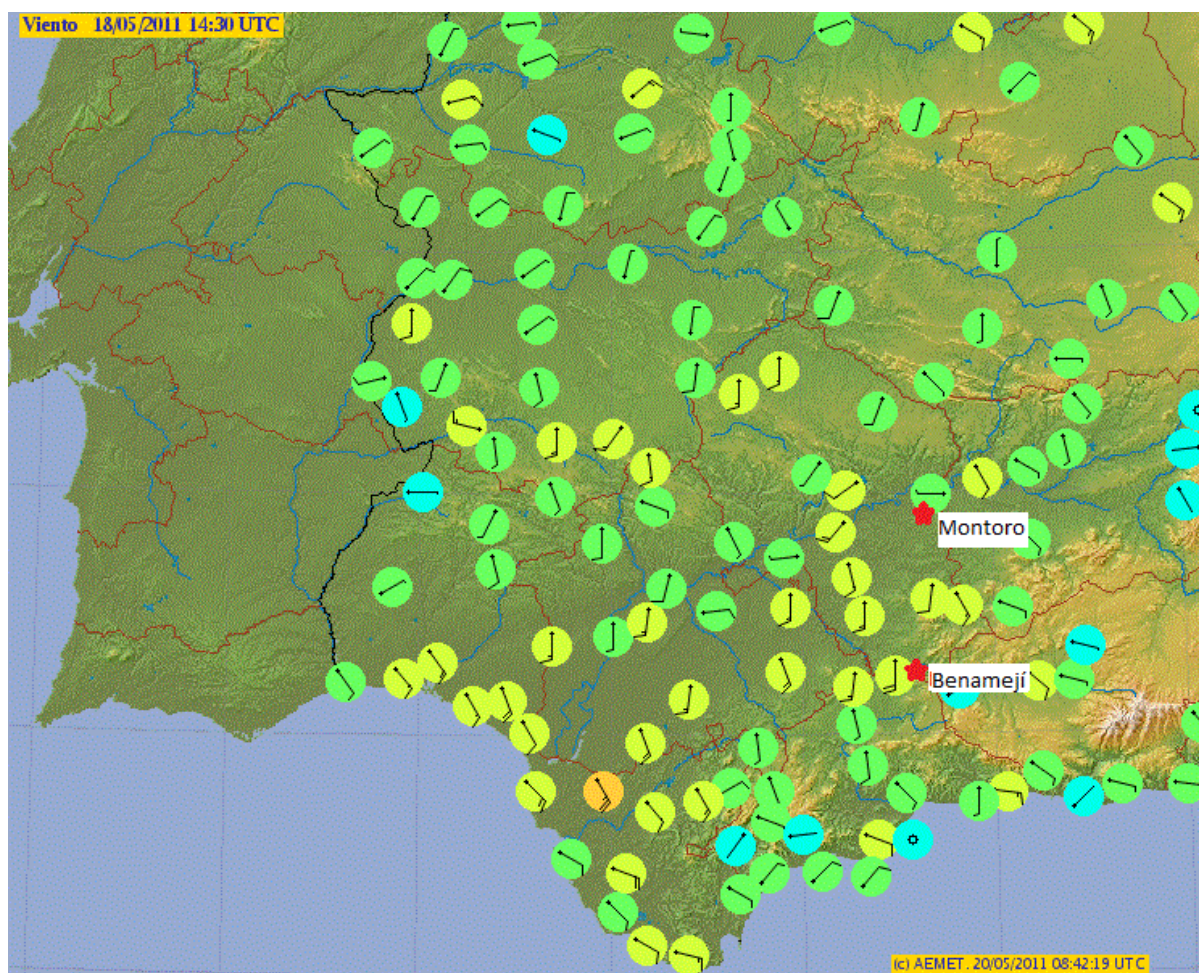 Viento 18/05/2011 14:30 UTC
Montoro
Benamejí
(c) AEMET. 20/05/2011 08:42:19 UTC